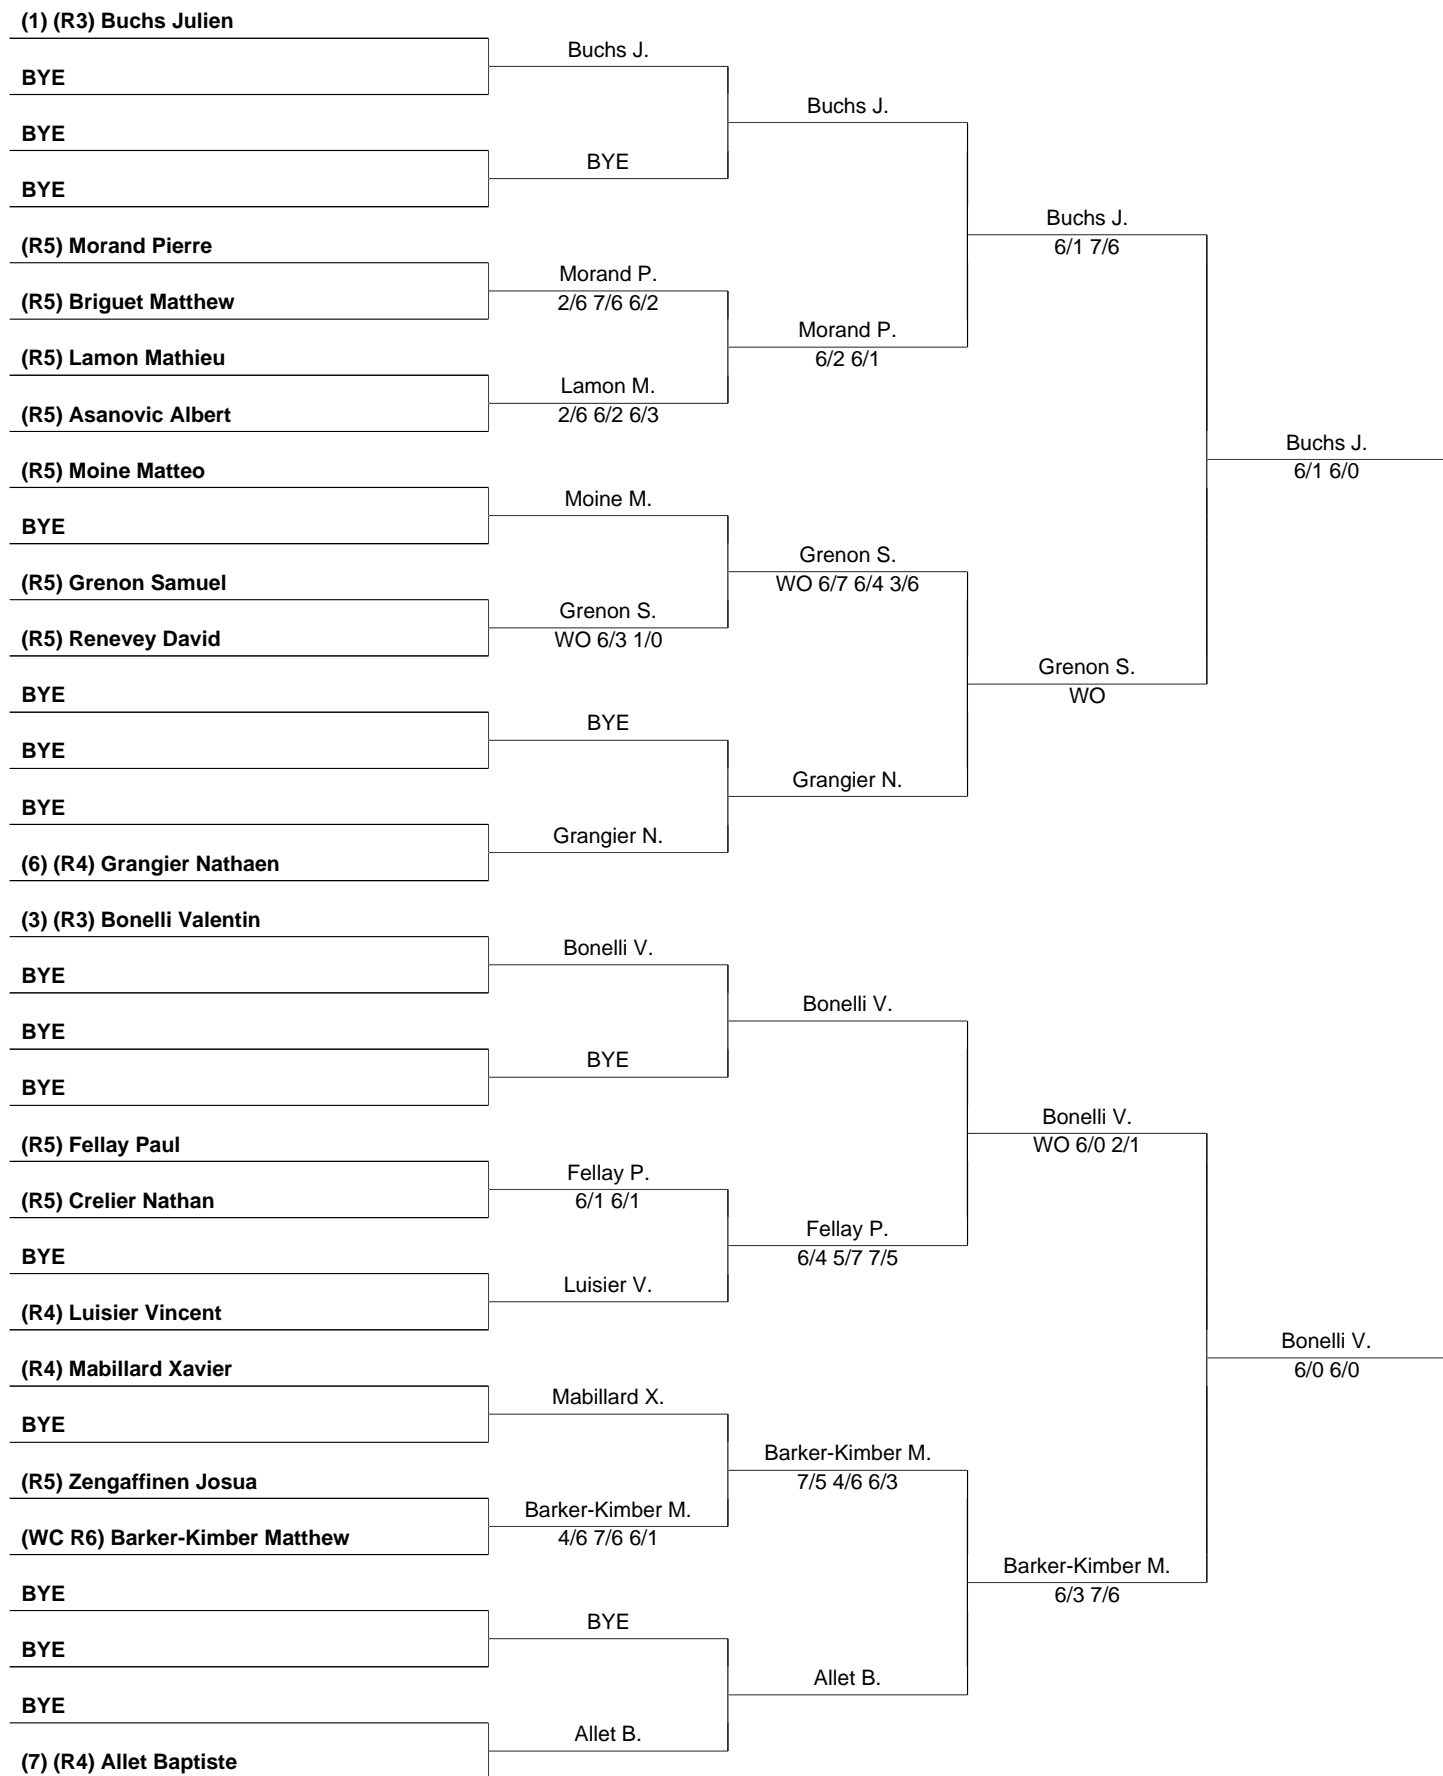 (1) (R3) Buchs Julien
BYE
BYE
BYE
(R5) Morand Pierre
(R5) Briguet Matthew
(R5) Lamon Mathieu
(R5) Asanovic Albert
(R5) Moine Matteo
BYE
(R5) Grenon Samuel
(R5) Renevey David
BYE
BYE
BYE
(6) (R4) Grangier Nathaen
(3) (R3) Bonelli Valentin
BYE
BYE
BYE
(R5) Fellay Paul
(R5) Crelier Nathan
BYE
(R4) Luisier Vincent
(R4) Mabillard Xavier
BYE
(R5) Zengaffinen Josua
(WC R6) Barker-Kimber Matthew
BYE
BYE
BYE
(7) (R4) Allet Baptiste
Buchs J.
BYE
Morand P.
2/6 7/6 6/2
Lamon M.
2/6 6/2 6/3
Moine M.
Grenon S.
WO 6/3 1/0
BYE
Grangier N.
Bonelli V.
BYE
Fellay P.
6/1 6/1
Luisier V.
Mabillard X.
Barker-Kimber M.
4/6 7/6 6/1
BYE
Allet B.
Buchs J.
Morand P.
6/2 6/1
Grenon S.
WO 6/7 6/4 3/6
Grangier N.
Bonelli V.
Fellay P.
6/4 5/7 7/5
Barker-Kimber M.
7/5 4/6 6/3
Allet B.
Buchs J.
6/1 7/6
Grenon S.
WO
Bonelli V.
WO 6/0 2/1
Barker-Kimber M.
6/3 7/6
Buchs J.
6/1 6/0
Bonelli V.
6/0 6/0